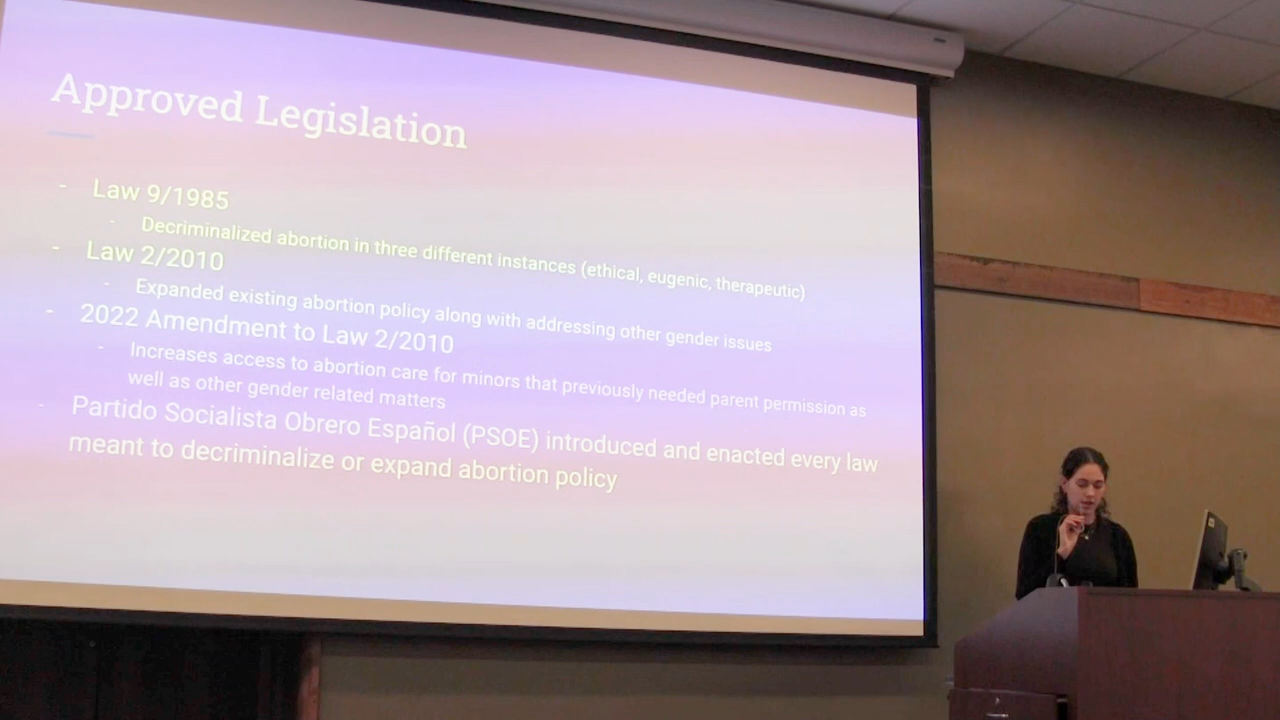 Approved Legislation
- Law 9/1985
- Decriminalized abortion in three different instances (ethical, eugenic, therapeutic)
- Law 2/2010
- Expanded existing abortion policy along with addressing other gender issues
- 2022 Amendment to Law 2/2010
- Increases access to abortion care for minors that previously needed parent permission as
well as other gender related matters
- Partido Socialista Obrero Español (PSOE) introduced and enacted every law
meant to decriminalize or expand abortion policy